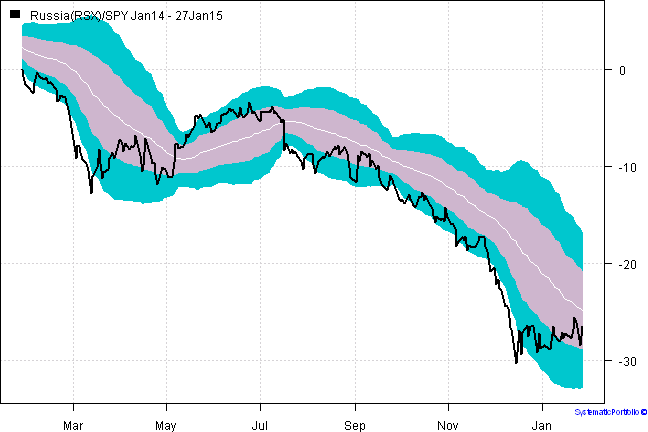 Russia(RSX)/SPY Jan14 - 27Jan15
0
-10
-20
-30
Mar May Jul Sep Nov Jan
SystematicPortfolio ©